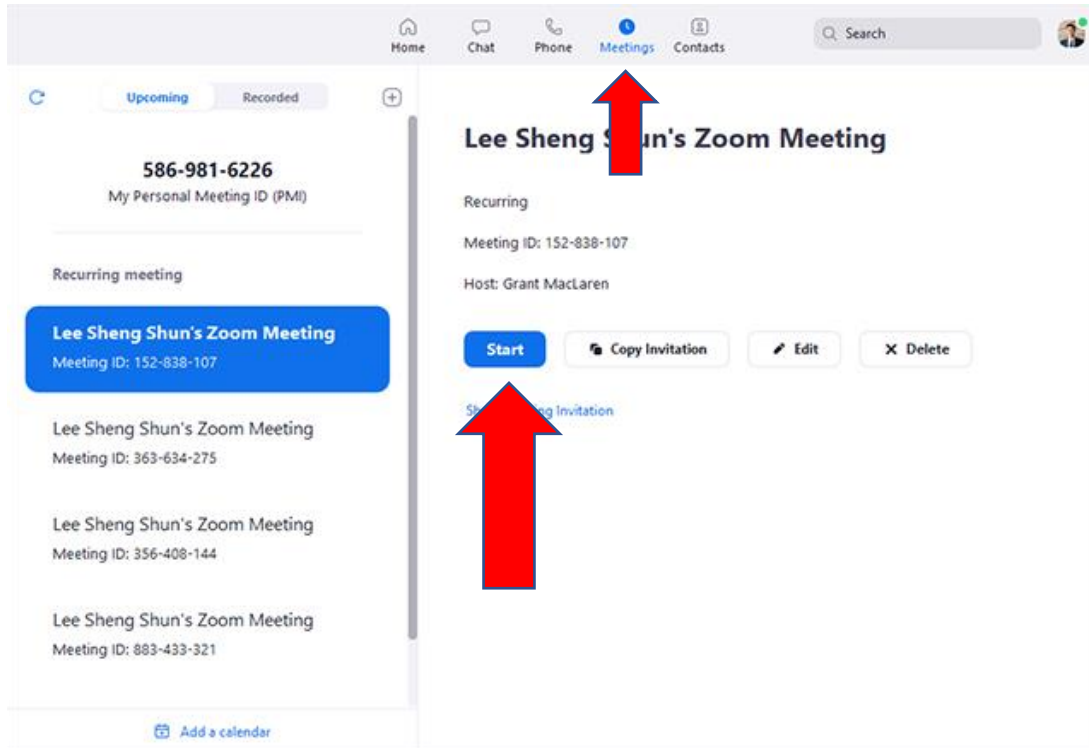 Home Chat Phone Meetings Contacts Search
Upcoming Recorded
586-981-6226
My Personal Meeting ID (PMI)
Recurring meeting
Lee Sheng Shun's Zoom Meeting
Meeting ID: 152-838-107
Lee Sheng Shun's Zoom Meeting
Meeting ID: 363-634-275
Lee Sheng Shun's Zoom Meeting
Meeting ID: 356-408-144
Lee Sheng Shun's Zoom Meeting
Meeting ID: 883-433-321
Add a calendar
Lee Sheng Zoom Meeting
Recurring
Meeting ID: 152-838-107
Host: Grant MacLaren
Start Copy Invitation Edit Delete
Invitation